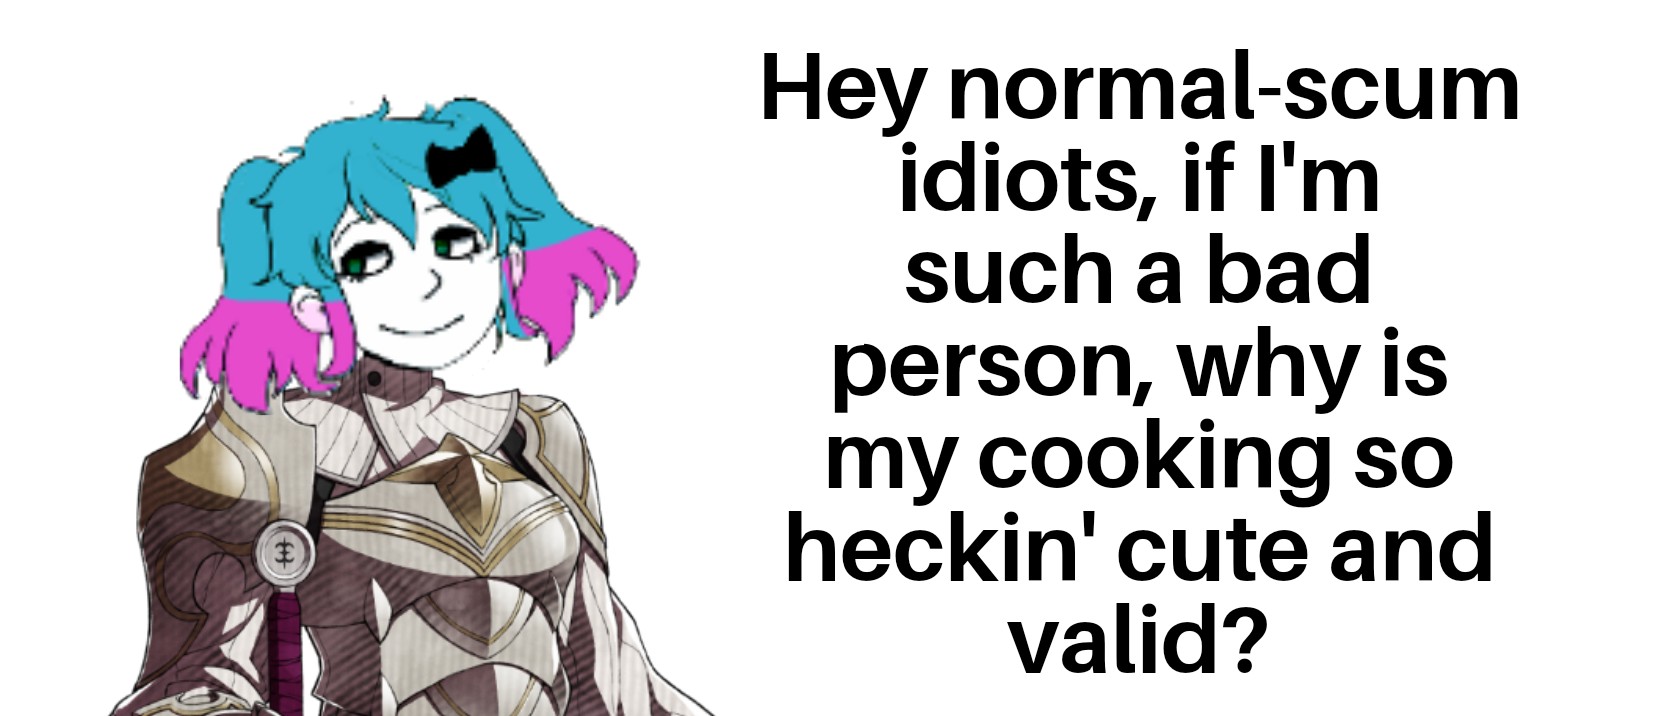 Hey normal-scum
idiots, if I'm
such a bad
person, why is
my cooking so
heckin' cute and
valid?